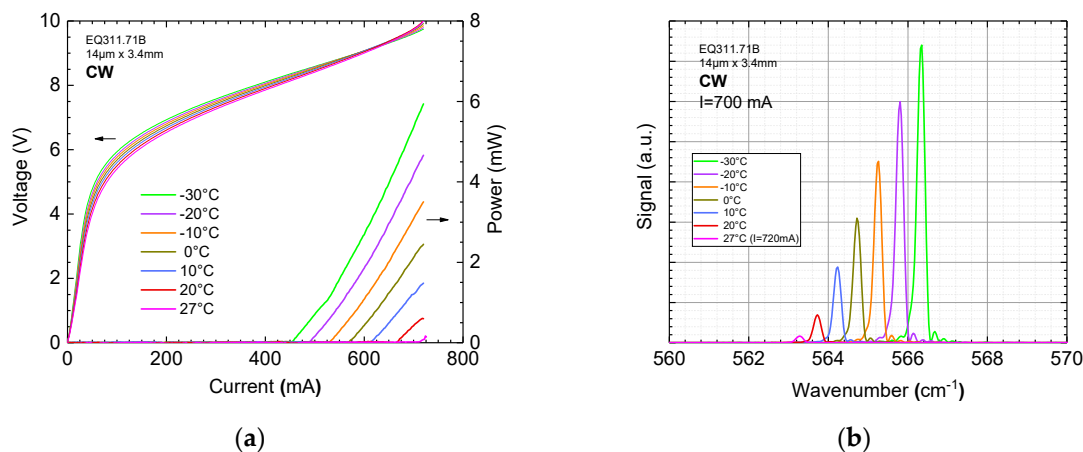 EQ311.71B
14µm x 3.4mm
CW
10
8
6
4
2
0
Voltage (V)
8
6
4
2
0
Power (mW)
-30°C
-20°C
-10°C
0°C
10°C
20°C
27°C
0
200
400
600
800
Current (mA)
(a)
EQ311.71B
14µm x 3.4mm
CW
I=700 mA
Signal (a.u.)
-30°C
-20°C
-10°C
0°C
10°C
20°C
27°C (I=720mA)
560
562
564
566
568
570
Wavenumber (cm⁻¹)
(b)